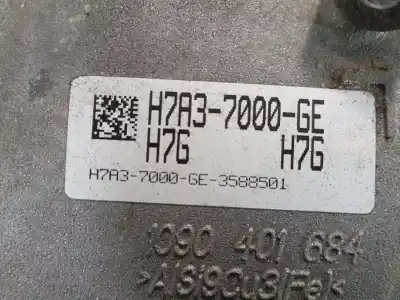 H7A3-7000-GE
H7G H7G
H7A3-7000-GE-3588501
1090 401 684
>AlSi9Cu3(Fe)<